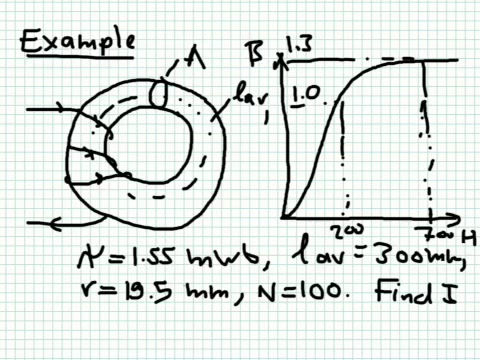 Example
A
lav,
B 1.3
1.0
200
700 H
Ψ = 1.55 mwb, lav = 300mm,
r = 19.5 mm, N = 100. Find I